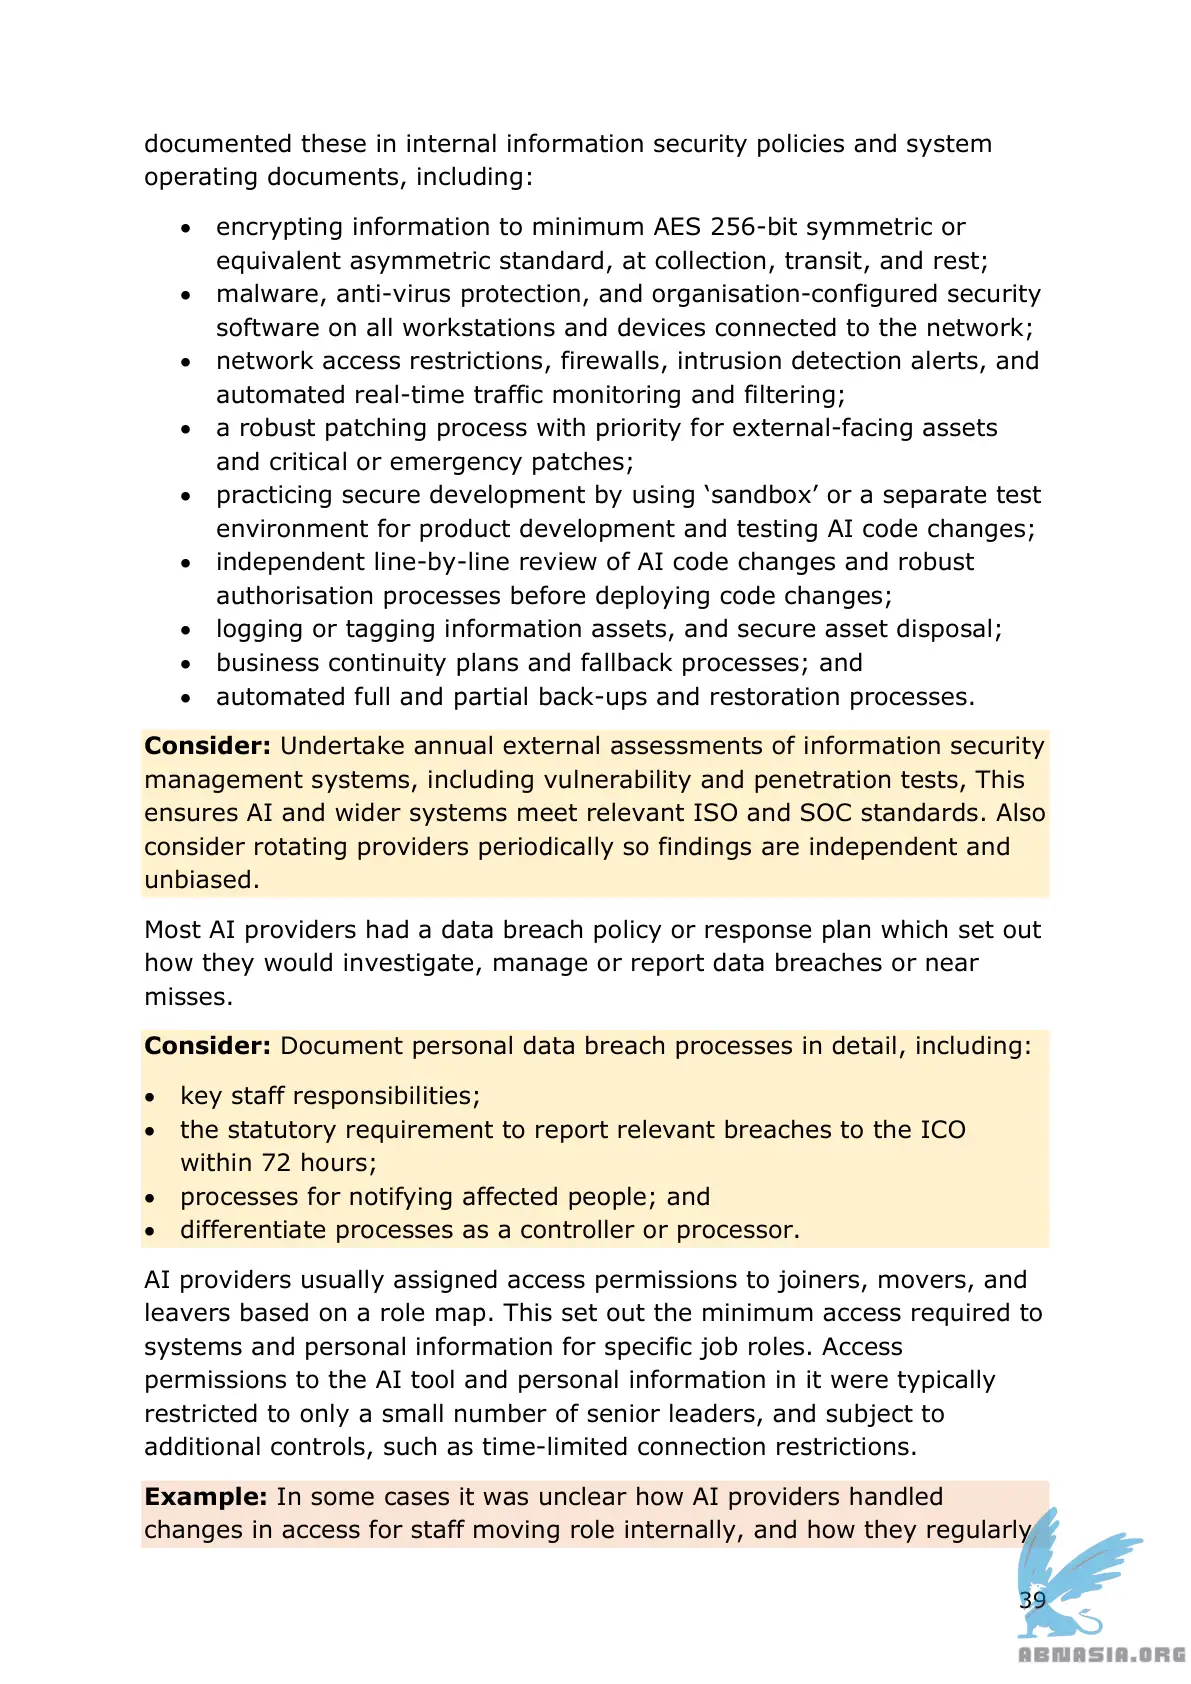 documented these in internal information security policies and system
operating documents, including:
• encrypting information to minimum AES 256-bit symmetric or
equivalent asymmetric standard, at collection, transit, and rest;
• malware, anti-virus protection, and organisation-configured security
software on all workstations and devices connected to the network;
• network access restrictions, firewalls, intrusion detection alerts, and
automated real-time traffic monitoring and filtering;
• a robust patching process with priority for external-facing assets
and critical or emergency patches;
• practicing secure development by using ‘sandbox’ or a separate test
environment for product development and testing AI code changes;
• independent line-by-line review of AI code changes and robust
authorisation processes before deploying code changes;
• logging or tagging information assets, and secure asset disposal;
• business continuity plans and fallback processes; and
• automated full and partial back-ups and restoration processes.
Consider: Undertake annual external assessments of information security
management systems, including vulnerability and penetration tests, This
ensures AI and wider systems meet relevant ISO and SOC standards. Also
consider rotating providers periodically so findings are independent and
unbiased.
Most AI providers had a data breach policy or response plan which set out
how they would investigate, manage or report data breaches or near
misses.
Consider: Document personal data breach processes in detail, including:
• key staff responsibilities;
• the statutory requirement to report relevant breaches to the ICO
within 72 hours;
• processes for notifying affected people; and
• differentiate processes as a controller or processor.
AI providers usually assigned access permissions to joiners, movers, and
leavers based on a role map. This set out the minimum access required to
systems and personal information for specific job roles. Access
permissions to the AI tool and personal information in it were typically
restricted to only a small number of senior leaders, and subject to
additional controls, such as time-limited connection restrictions.
Example: In some cases it was unclear how AI providers handled
changes in access for staff moving role internally, and how they regularly
39
ABNASIA.ORG